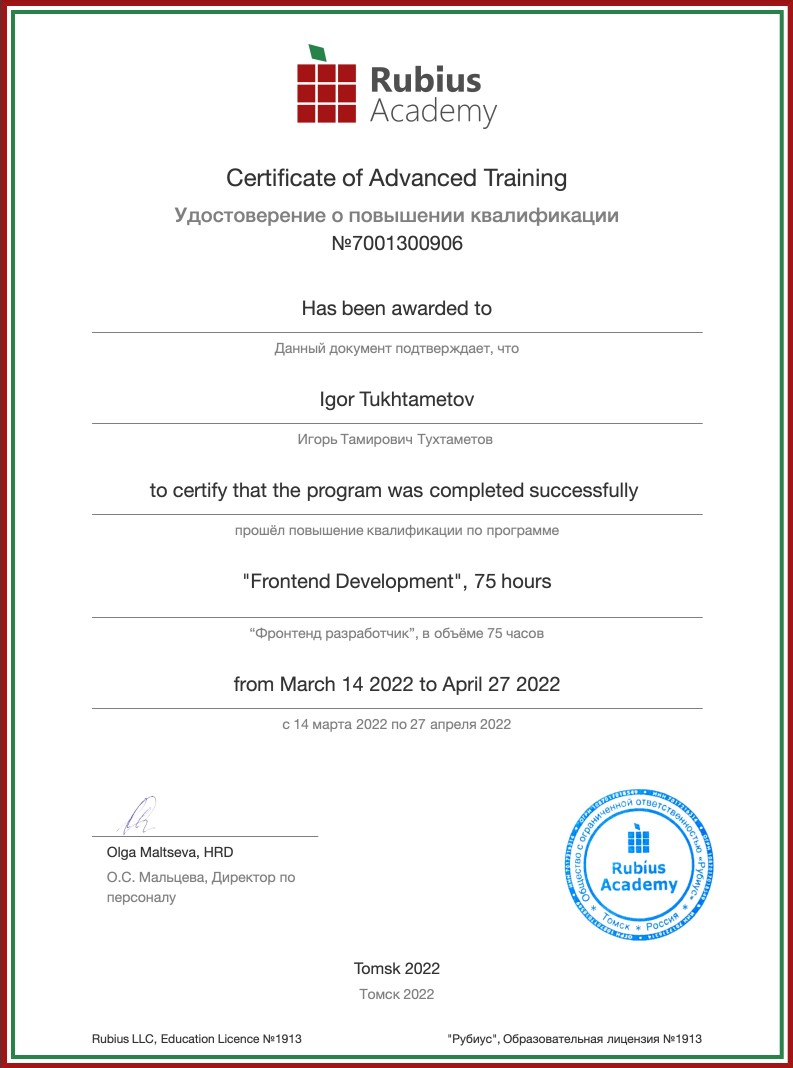 Rubius
Academy
Certificate of Advanced Training
Удостоверение о повышении квалификации
№7001300906
Has been awarded to
Данный документ подтверждает, что
Igor Tukhtametov
Игорь Тамирович Тухтаметов
to certify that the program was completed successfully
прошёл повышение квалификации по программе
"Frontend Development", 75 hours
“Фронтенд разработчик”, в объёме 75 часов
from March 14 2022 to April 27 2022
с 14 марта 2022 по 27 апреля 2022
Olga Maltseva, HRD
О.С. Мальцева, Директор по
персоналу
Общество с ограниченной ответственностью «Рубиус»
Rubius
Academy
* Томск * Россия *
Tomsk 2022
Томск 2022
Rubius LLC, Education Licence №1913
"Рубиус", Образовательная лицензия №1913